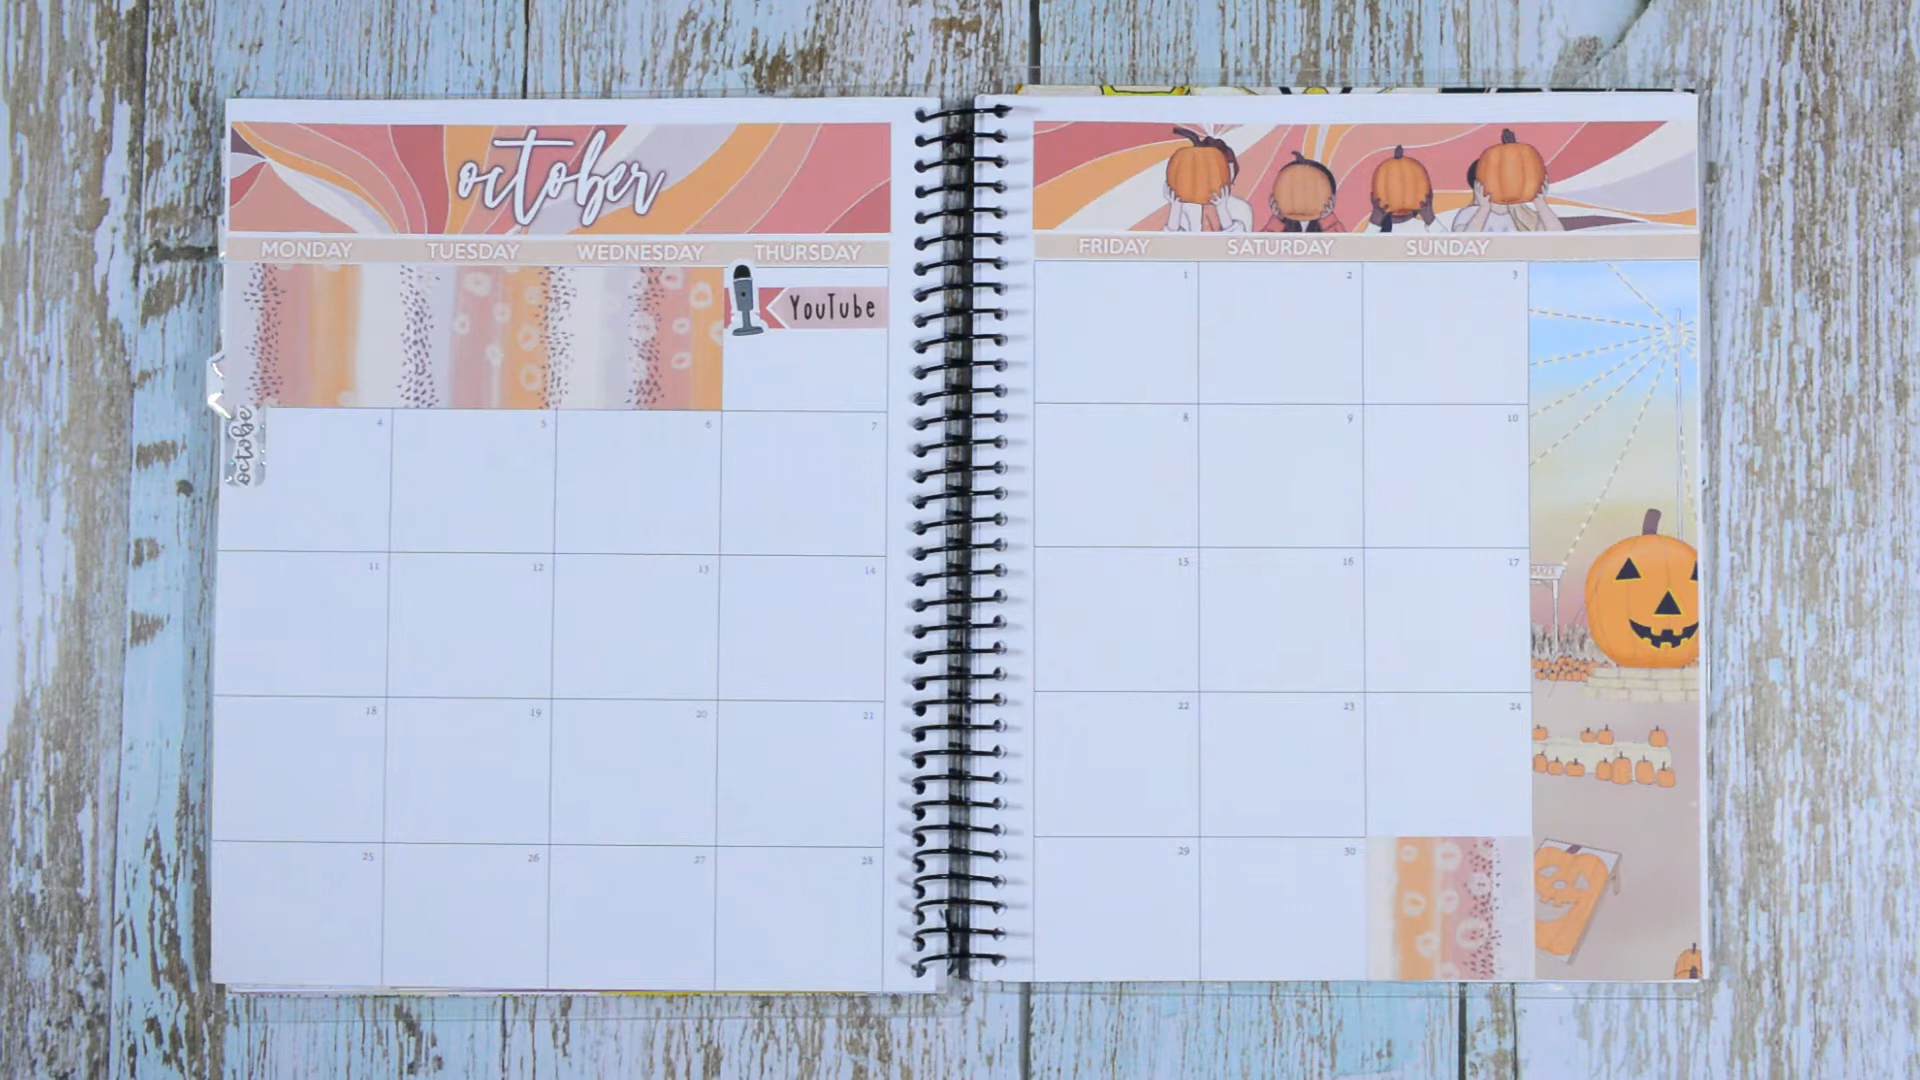 october
MONDAY TUESDAY WEDNESDAY THURSDAY FRIDAY SATURDAY SUNDAY
YouTube 1 2 3
october 4 5 6 7 8 9 10
11 12 13 14 15 16 17
18 19 20 21 22 23 24
25 26 27 28 29 30